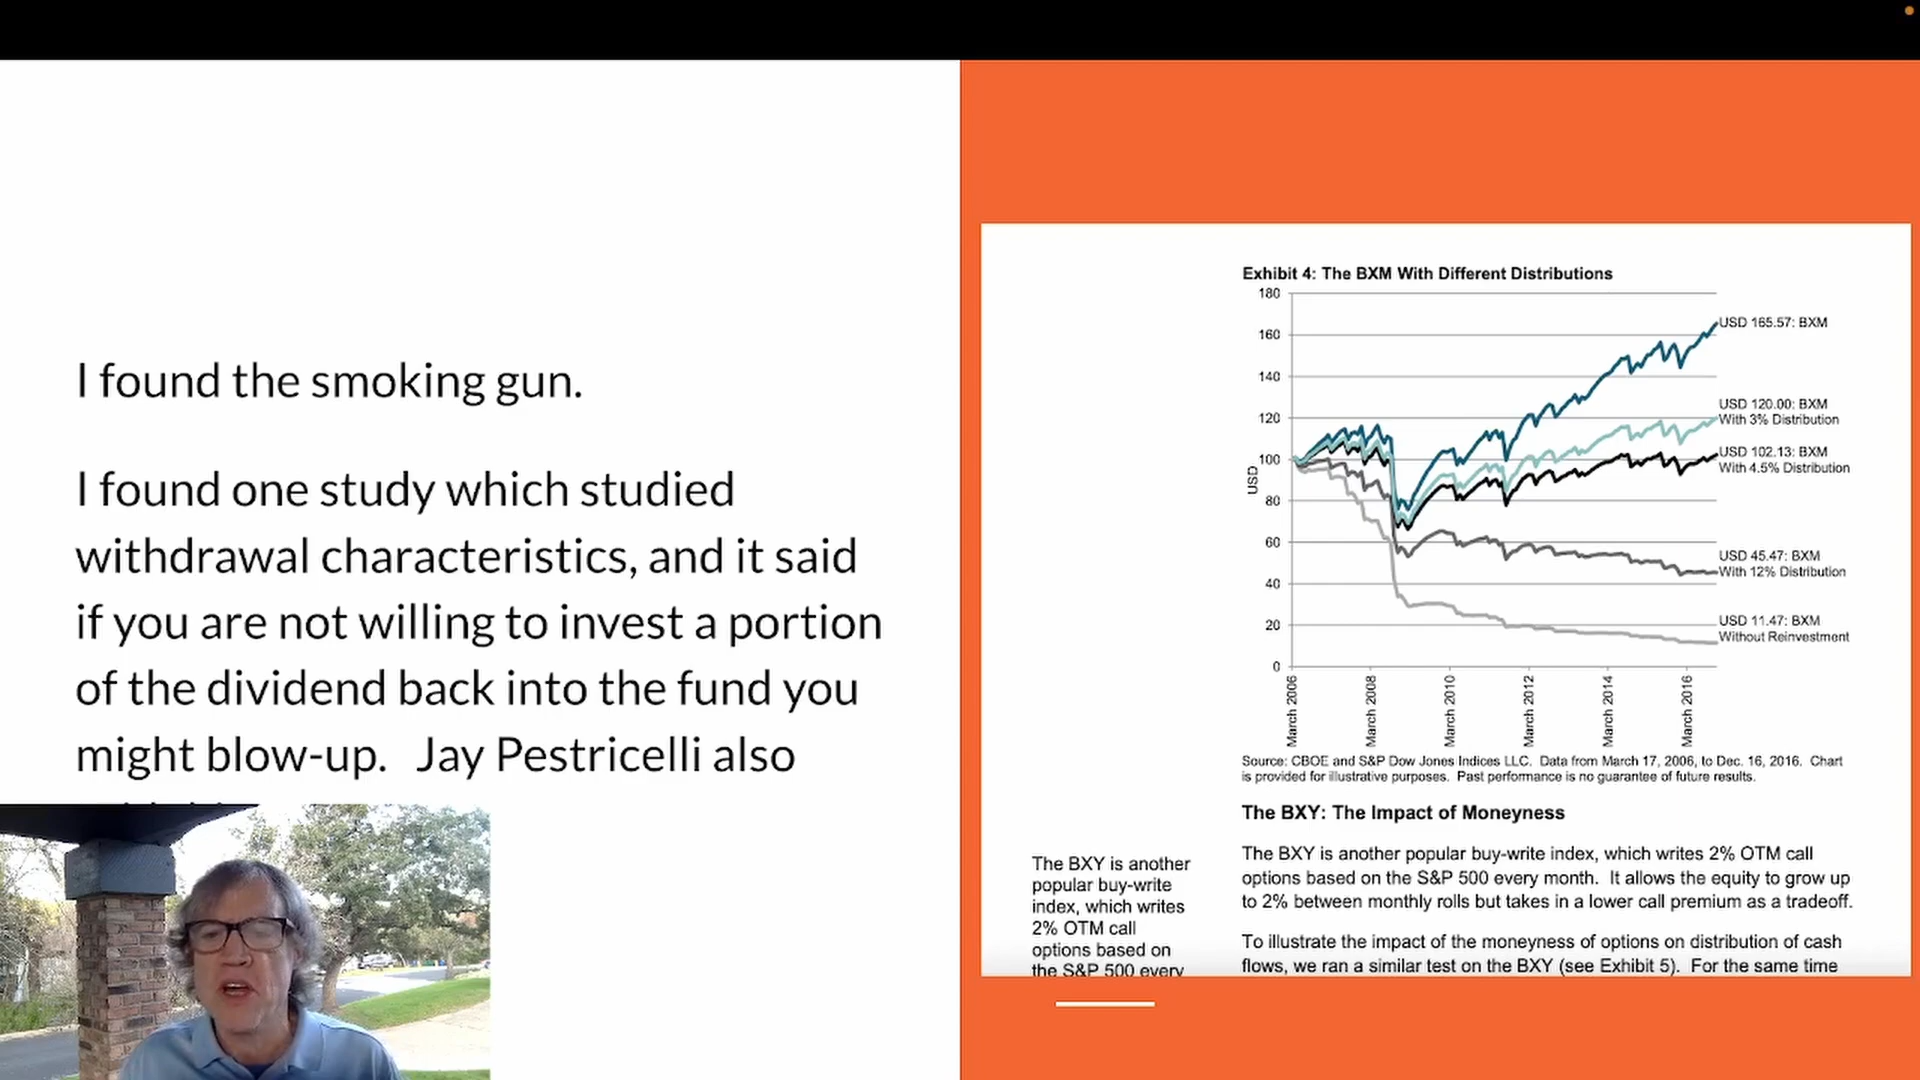 I found the smoking gun.
I found one study which studied
withdrawal characteristics, and it said
if you are not willing to invest a portion
of the dividend back into the fund you
might blow-up. Jay Pestricelli also
Exhibit 4: The BXM With Different Distributions
180
160
140
120
100
80
60
40
20
0
USD
March 2006
March 2008
March 2010
March 2012
March 2014
March 2016
USD 165.57: BXM
USD 120.00: BXM
With 3% Distribution
USD 102.13: BXM
With 4.5% Distribution
USD 45.47: BXM
With 12% Distribution
USD 11.47: BXM
Without Reinvestment
Source: CBOE and S&P Dow Jones Indices LLC. Data from March 17, 2006, to Dec. 16, 2016. Chart
is provided for illustrative purposes. Past performance is no guarantee of future results.
The BXY: The Impact of Moneyness
The BXY is another popular buy-write index, which writes 2% OTM call
options based on the S&P 500 every month. It allows the equity to grow up
to 2% between monthly rolls but takes in a lower call premium as a tradeoff.
To illustrate the impact of the moneyness of options on distribution of cash
flows, we ran a similar test on the BXY (see Exhibit 5). For the same time
The BXY is another
popular buy-write
index, which writes
2% OTM call
options based on
the S&P 500 every